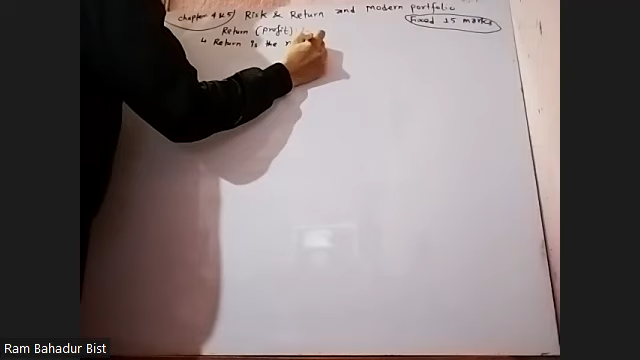 chapter 4&5) Risk & Return and modern portfolio
fixed 15 marks
Return (profit)
↳ Return is the
Ram Bahadur Bist